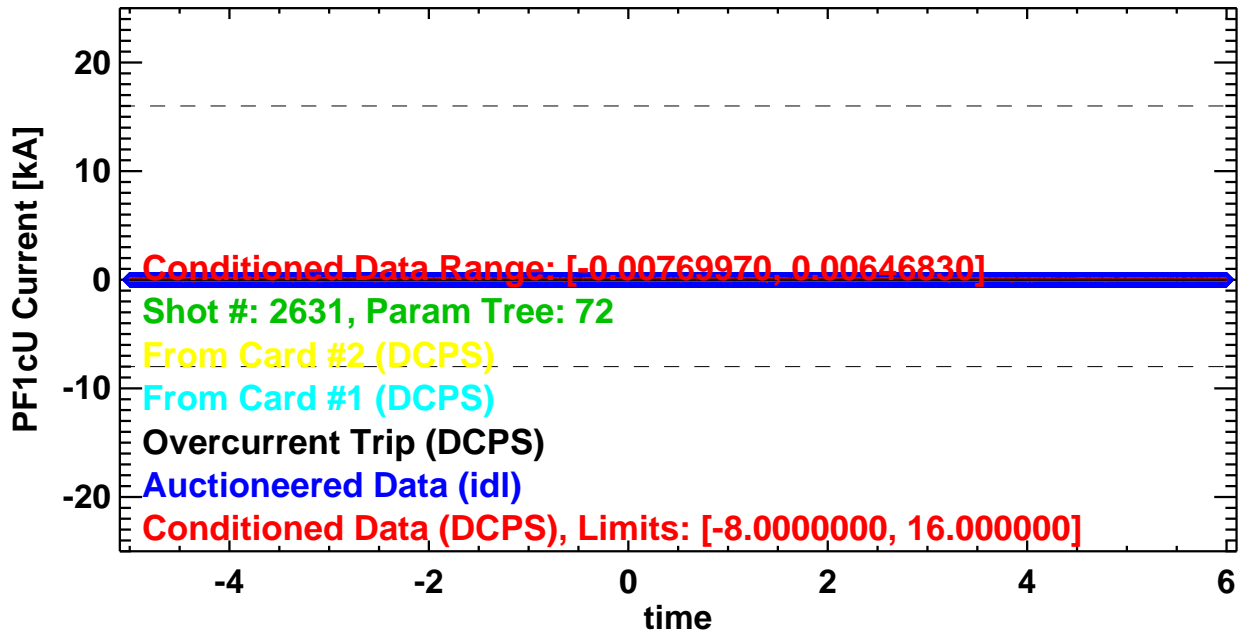 20
10
Conditioned Data Range: [-0.00769970, 0.00646830]
0
Shot #: 2631, Param Tree: 72
From Card #2 (DCPS)
-10
From Card #1 (DCPS)
Overcurrent Trip (DCPS)
-20
Auctioneered Data (idl)
Conditioned Data (DCPS), Limits: [-8.0000000, 16.000000]
PF1cU Current [kA]
-4 -2 0 2 4 6
time